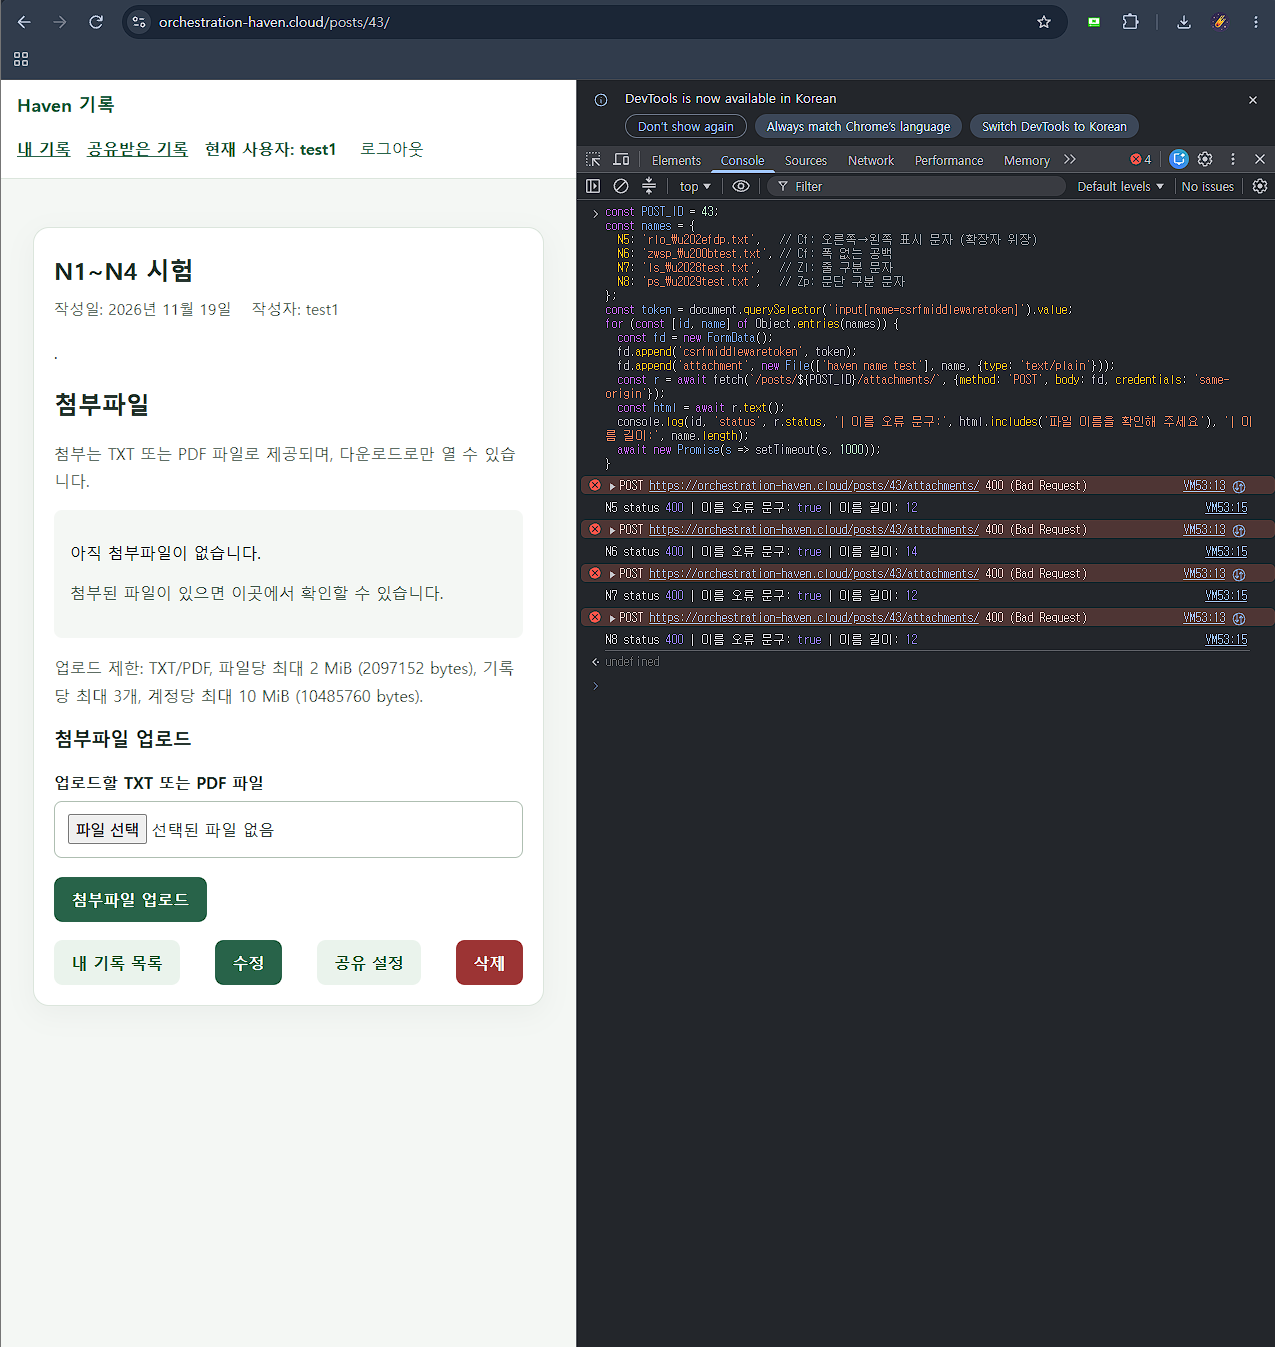 orchestration-haven.cloud/posts/43/
Haven 기록
내 기록 공유받은 기록 현재 사용자: test1 로그아웃
N1~N4 시험
작성일: 2026년 11월 19일 작성자: test1
.
첨부파일
첨부는 TXT 또는 PDF 파일로 제공되며, 다운로드로만 열 수 있습
니다.
아직 첨부파일이 없습니다.
첨부된 파일이 있으면 이곳에서 확인할 수 있습니다.
업로드 제한: TXT/PDF, 파일당 최대 2 MiB (2097152 bytes), 기록
당 최대 3개, 계정당 최대 10 MiB (10485760 bytes).
첨부파일 업로드
업로드할 TXT 또는 PDF 파일
파일 선택 선택된 파일 없음
첨부파일 업로드
내 기록 목록 수정 공유 설정 삭제
DevTools is now available in Korean
Don't show again Always match Chrome's language Switch DevTools to Korean
Elements Console Sources Network Performance Memory 4
top Filter Default levels No issues
const POST_ID = 43;
const names = {
N5: 'rlo_₩u202efdp.txt', // Cf: 오른쪽→왼쪽 표시 문자 (확장자 위장)
N6: 'zwsp_₩u200btest.txt', // Cf: 폭 없는 공백
N7: 'ls_₩u2028test.txt', // Zl: 줄 구분 문자
N8: 'ps_₩u2029test.txt', // Zp: 문단 구분 문자
};
const token = document.querySelector('input[name=csrfmiddlewaretoken]').value;
for (const [id, name] of Object.entries(names)) {
const fd = new FormData();
fd.append('csrfmiddlewaretoken', token);
fd.append('attachment', new File(['haven name test'], name, {type: 'text/plain'}));
const r = await fetch(`/posts/${POST_ID}/attachments/`, {method: 'POST', body: fd, credentials: 'same-
origin'});
const html = await r.text();
console.log(id, 'status', r.status, '| 이름 오류 문구:', html.includes('파일 이름을 확인해 주세요'), '| 이
름 길이:', name.length);
await new Promise(s => setTimeout(s, 1000));
}
POST https://orchestration-haven.cloud/posts/43/attachments/ 400 (Bad Request) VM53:13
N5 status 400 | 이름 오류 문구: true | 이름 길이: 12 VM53:15
POST https://orchestration-haven.cloud/posts/43/attachments/ 400 (Bad Request) VM53:13
N6 status 400 | 이름 오류 문구: true | 이름 길이: 14 VM53:15
POST https://orchestration-haven.cloud/posts/43/attachments/ 400 (Bad Request) VM53:13
N7 status 400 | 이름 오류 문구: true | 이름 길이: 12 VM53:15
POST https://orchestration-haven.cloud/posts/43/attachments/ 400 (Bad Request) VM53:13
N8 status 400 | 이름 오류 문구: true | 이름 길이: 12 VM53:15
undefined